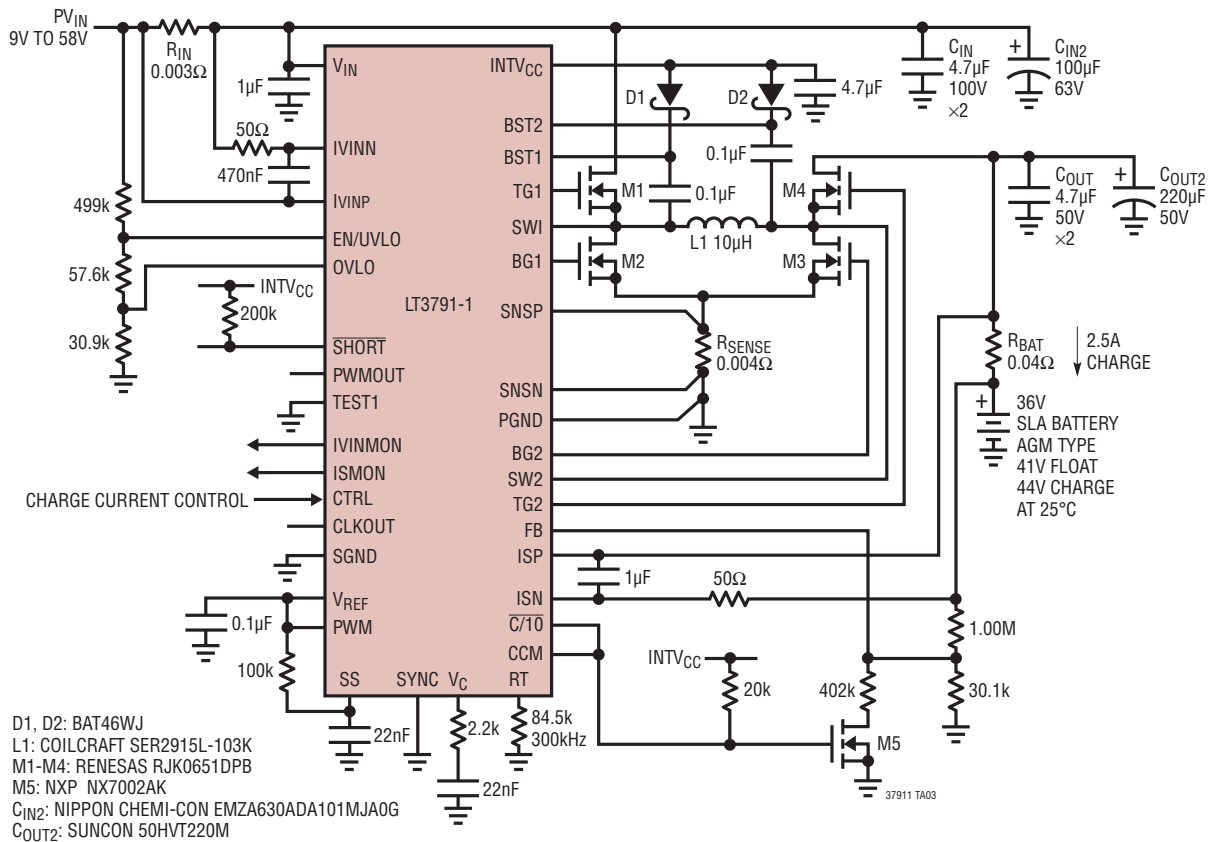 PVIN
9V TO 58V
RIN
0.003Ω
1µF
50Ω
470nF
499k
57.6k
30.9k
INTVCC
200k
VIN
IVINN
IVINP
EN/UVLO
OVLO
SHORT
PWMOUT
TEST1
IVINMON
ISMON
CHARGE CURRENT CONTROL
CTRL
CLKOUT
SGND
VREF
PWM
0.1µF
100k
SS
SYNC
VC
RT
22nF
2.2k
22nF
84.5k
300kHz
LT3791-1
INTVCC
BST2
BST1
TG1
SWI
BG1
SNSP
SNSN
PGND
BG2
SW2
TG2
FB
ISP
ISN
C/10
CCM
D1
D2
4.7µF
0.1µF
0.1µF
M1
M4
L1 10µH
M2
M3
RSENSE
0.004Ω
CIN
4.7µF
100V
×2
+
CIN2
100µF
63V
COUT
4.7µF
50V
×2
+
COUT2
220µF
50V
RBAT
0.04Ω
2.5A
CHARGE
+
36V
SLA BATTERY
AGM TYPE
41V FLOAT
44V CHARGE
AT 25°C
1µF
50Ω
1.00M
30.1k
INTVCC
20k
402k
M5
37911 TA03
D1, D2: BAT46WJ
L1: COILCRAFT SER2915L-103K
M1-M4: RENESAS RJK0651DPB
M5: NXP NX7002AK
CIN2: NIPPON CHEMI-CON EMZA630ADA101MJA0G
COUT2: SUNCON 50HVT220M